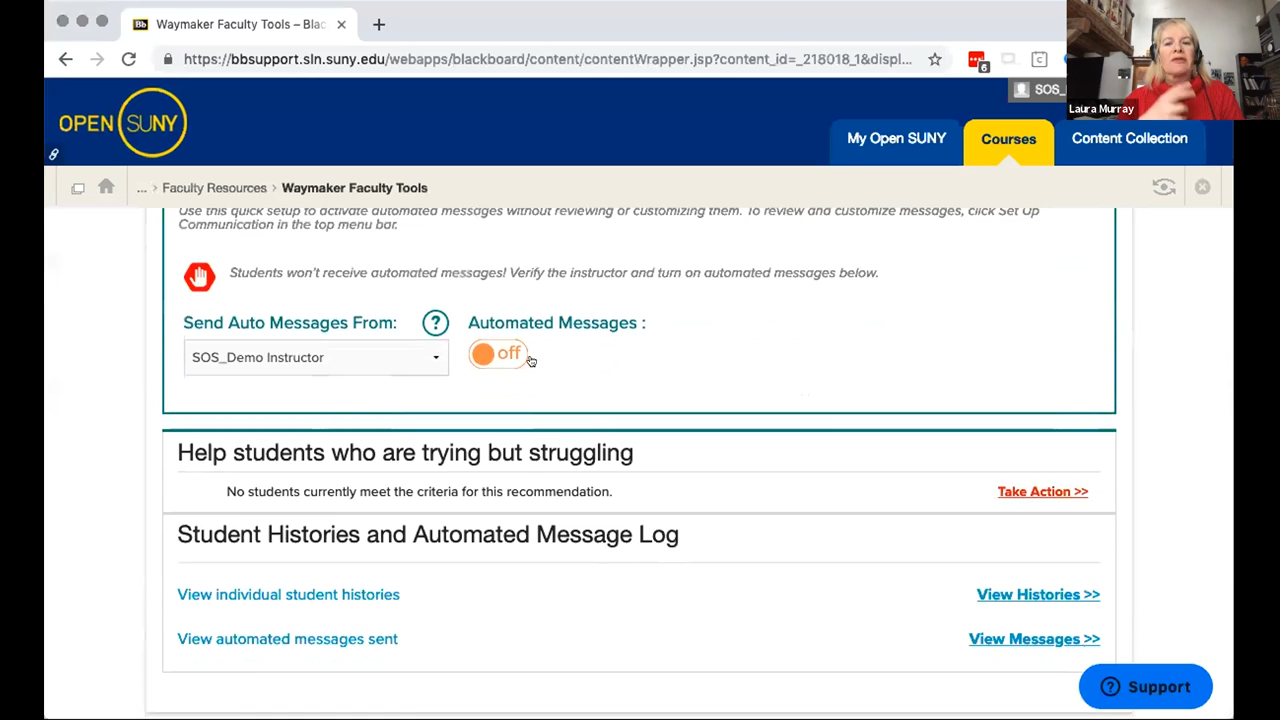 Waymaker Faculty Tools – Blac
https://bbsupport.sln.suny.edu/webapps/blackboard/content/contentWrapper.jsp?content_id=_218018_1&displ...
6
Laura Murray
SOS_
OPEN SUNY
My Open SUNY
Courses
Content Collection
... > Faculty Resources > Waymaker Faculty Tools
Use this quick setup to activate automated messages without reviewing or customizing them. To review and customize messages, click Set Up
Communication in the top menu bar.
Students won't receive automated messages! Verify the instructor and turn on automated messages below.
Send Auto Messages From: ? Automated Messages :
SOS_Demo Instructor
off
Help students who are trying but struggling
No students currently meet the criteria for this recommendation.
Take Action >>
Student Histories and Automated Message Log
View individual student histories
View Histories >>
View automated messages sent
View Messages >>
? Support